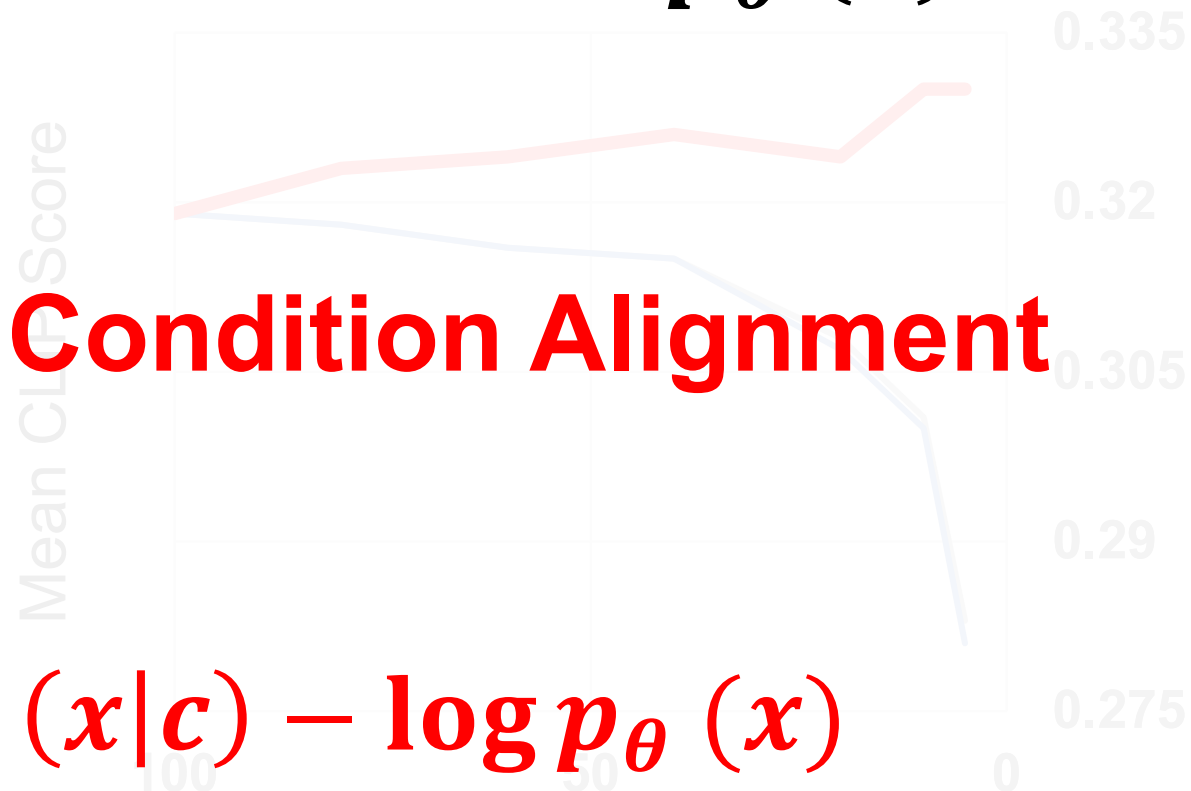 0.335
Mean CLIP Score
0.32
Condition Alignment
0.305
0.29
(x|c) − log pθ (x)
0.275
100
50
0